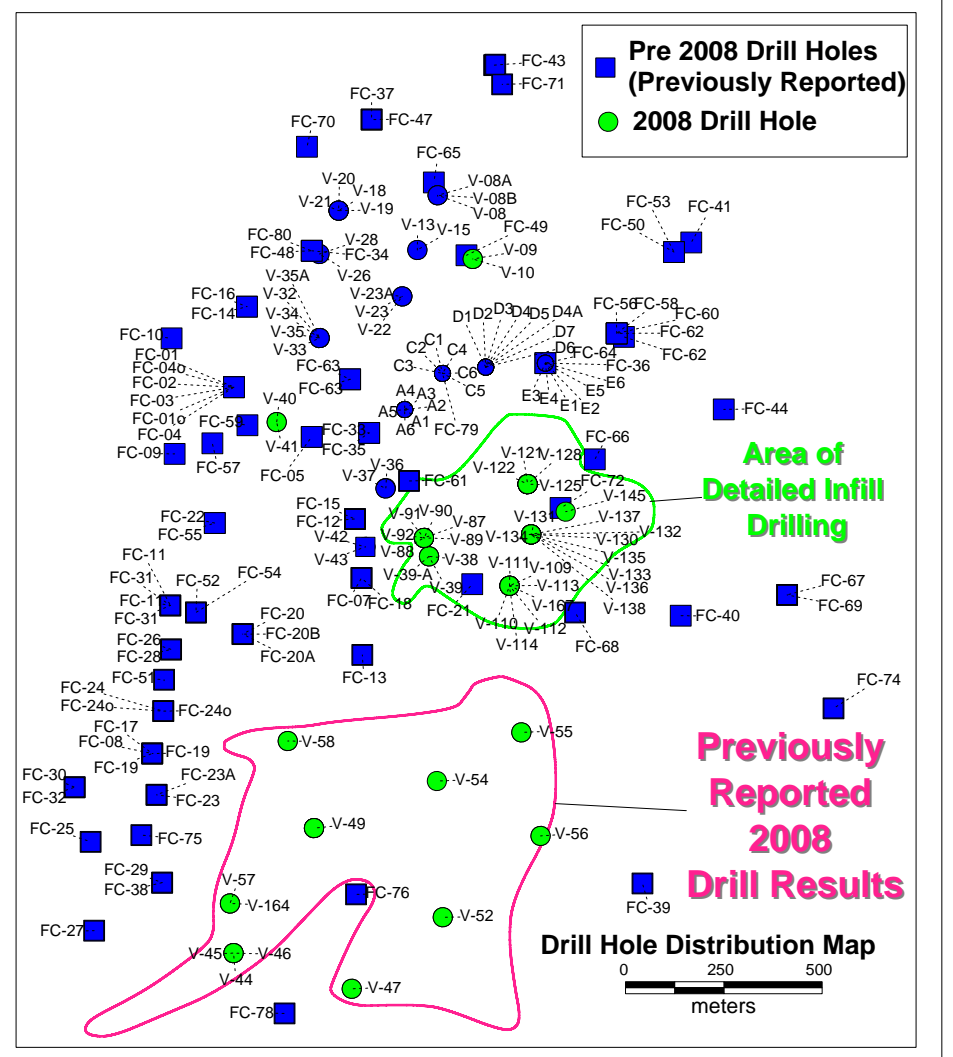 Pre 2008 Drill Holes
(Previously Reported)
2008 Drill Hole
FC-43
FC-71
FC-37
FC-47
FC-70
FC-65
V-08A
V-08B
V-08
V-20
V-18
V-21
V-19
V-13
V-15
FC-49
V-09
V-10
FC-53
FC-41
FC-50
FC-80
FC-48
V-28
FC-34
V-26
V-35A
V-32
V-34
V-35
V-33
V-23A
V-23
V-22
FC-16
FC-14
FC-10
FC-01
FC-04o
FC-02
FC-03
FC-01o
FC-04
FC-09
FC-63
FC-63
C1
C2
C4
C3
C6
C5
D1
D2
D3
D4
D5
D4A
D7
D6
FC-64
FC-36
E6
E5
E3
E4
E1
E2
FC-56
FC-58
FC-60
FC-62
FC-62
FC-44
V-40
V-41
FC-59
FC-57
FC-05
FC-33
FC-35
A4
A3
A5
A2
A1
A6
FC-79
V-36
V-37
FC-61
V-121
V-128
V-122
V-125
FC-66
FC-72
V-145
V-137
V-132
V-131
V-134
V-130
V-135
V-133
V-136
V-138
Area of
Detailed Infill
Drilling
FC-22
FC-55
FC-15
FC-12
V-42
V-43
V-91
V-90
V-87
V-92
V-89
V-88
V-38
V-39-A
V-39
V-111
V-109
V-113
V-167
V-110
V-112
V-114
FC-21
FC-07
FC-18
FC-68
FC-40
FC-67
FC-69
FC-11
FC-31
FC-11
FC-31
FC-52
FC-54
FC-20
FC-20B
FC-20A
FC-26
FC-28
FC-13
FC-51
FC-24
FC-24o
FC-24o
FC-74
FC-17
FC-08
FC-19
FC-19
FC-30
FC-32
FC-23A
FC-23
FC-25
FC-75
V-58
V-55
V-54
V-49
V-56
Previously
Reported
2008
Drill Results
FC-29
FC-38
FC-27
V-57
V-164
FC-76
V-52
FC-39
V-45
V-46
V-44
V-47
FC-78
Drill Hole Distribution Map
0 250 500
meters